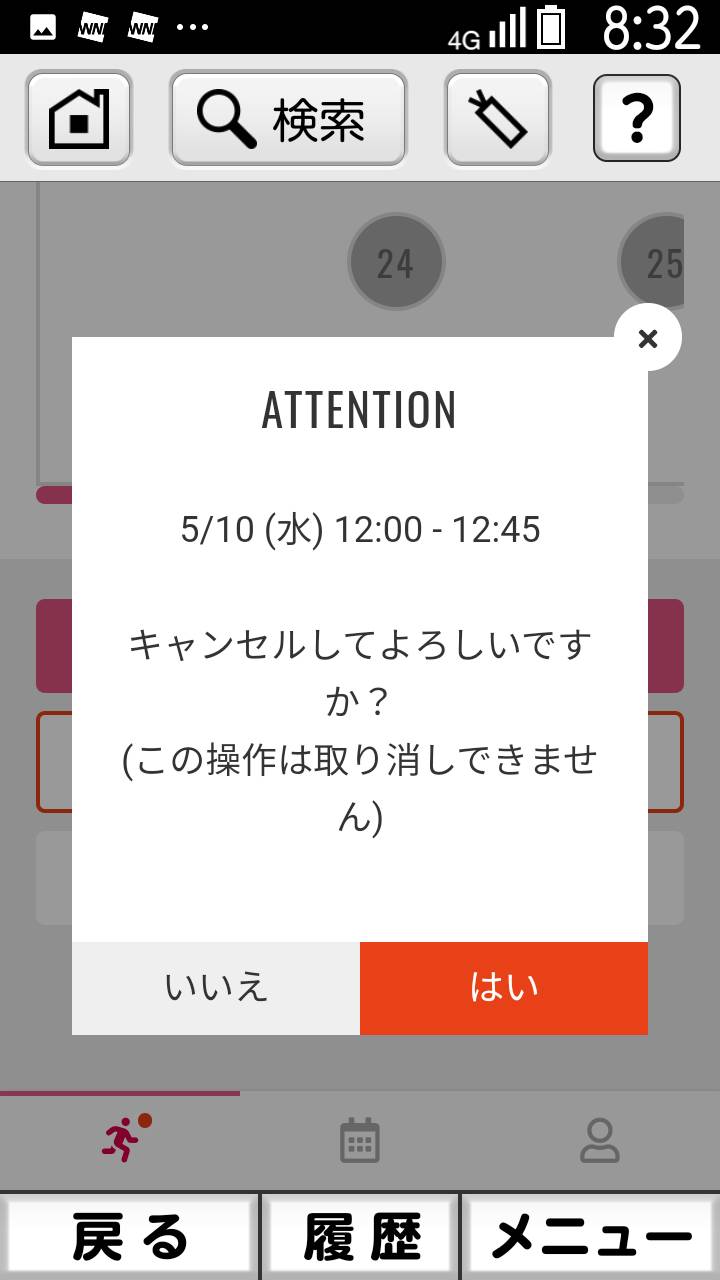 4G 8:32
検索 ?
24 25
ATTENTION
5/10 (水) 12:00 - 12:45
キャンセルしてよろしいです
か？
(この操作は取り消しできませ
ん)
いいえ はい
戻る 履歴 メニュー